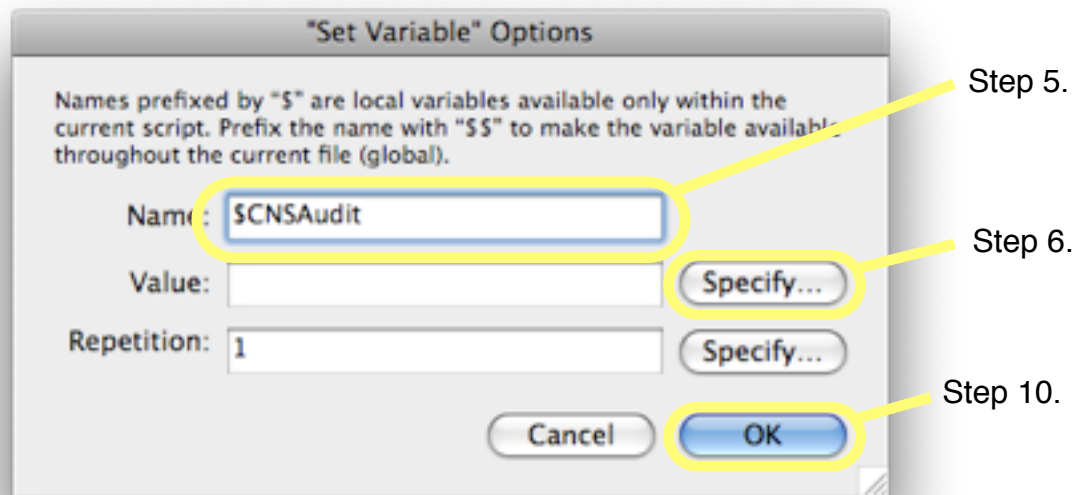 "Set Variable" Options
Step 5.
Names prefixed by “$” are local variables available only within the
current script. Prefix the name with “$$” to make the variable available
throughout the current file (global).
Name: $CNSAudit
Step 6.
Value: Specify...
Repetition: 1 Specify...
Step 10.
Cancel OK